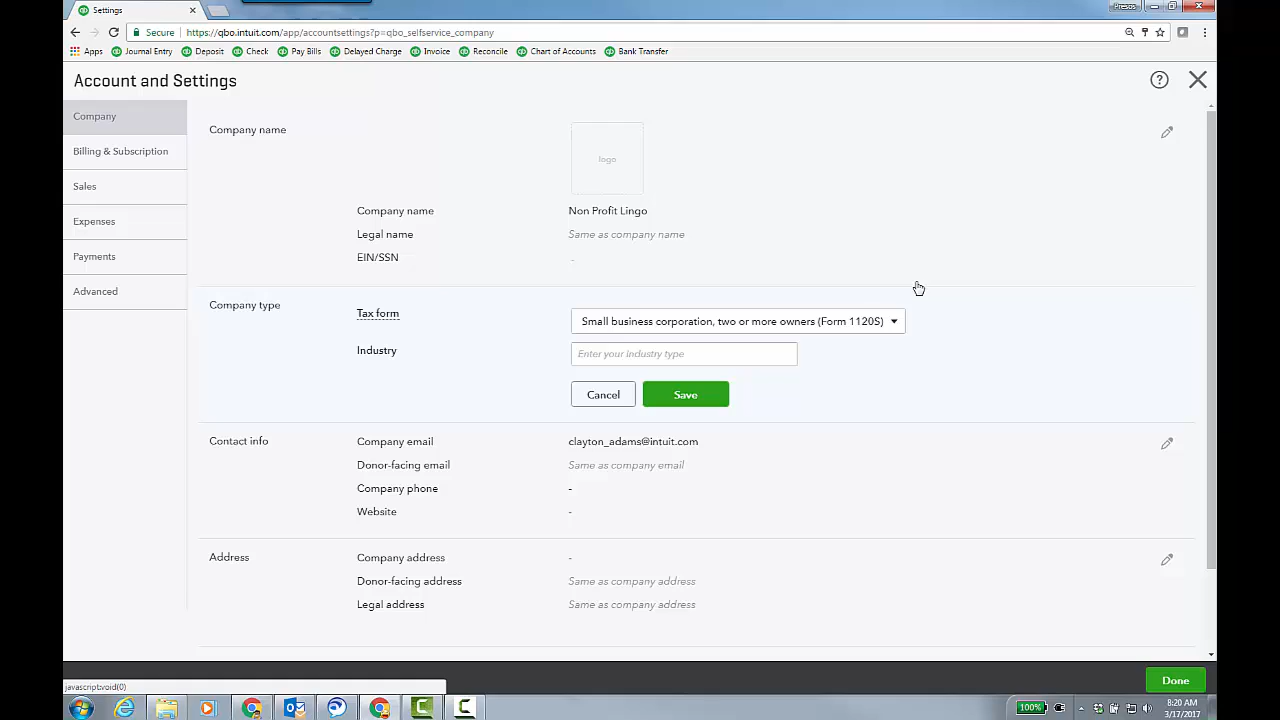 Settings
Presos
Secure https://qbo.intuit.com/app/accountsettings?p=qbo_selfservice_company
Apps Journal Entry Deposit Check Pay Bills Delayed Charge Invoice Reconcile Chart of Accounts Bank Transfer
Account and Settings
Company
Billing & Subscription
Sales
Expenses
Payments
Advanced
Company name
logo
Company name Non Profit Lingo
Legal name Same as company name
EIN/SSN -
Company type Tax form Small business corporation, two or more owners (Form 1120S)
Industry Enter your industry type
Cancel Save
Contact info Company email clayton_adams@intuit.com
Donor-facing email Same as company email
Company phone -
Website -
Address Company address -
Donor-facing address Same as company address
Legal address Same as company address
Done
javascript:void(0)
100% 8:20 AM
3/17/2017